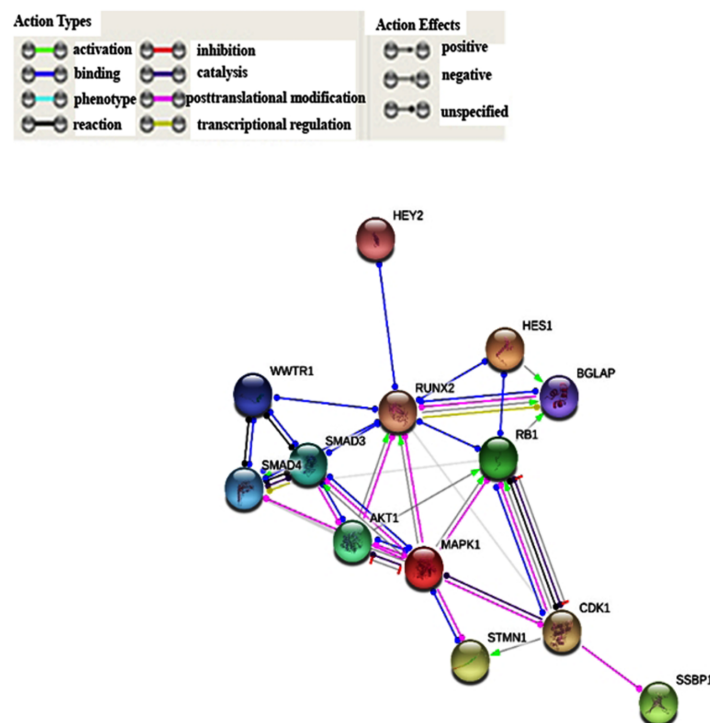 Action Types
activation
binding
phenotype
reaction
inhibition
catalysis
posttranslational modification
transcriptional regulation
Action Effects
positive
negative
unspecified
HEY2
HES1
BGLAP
WWTR1
RUNX2
RB1
SMAD3
SMAD4
AKT1
MAPK1
CDK1
STMN1
SSBP1